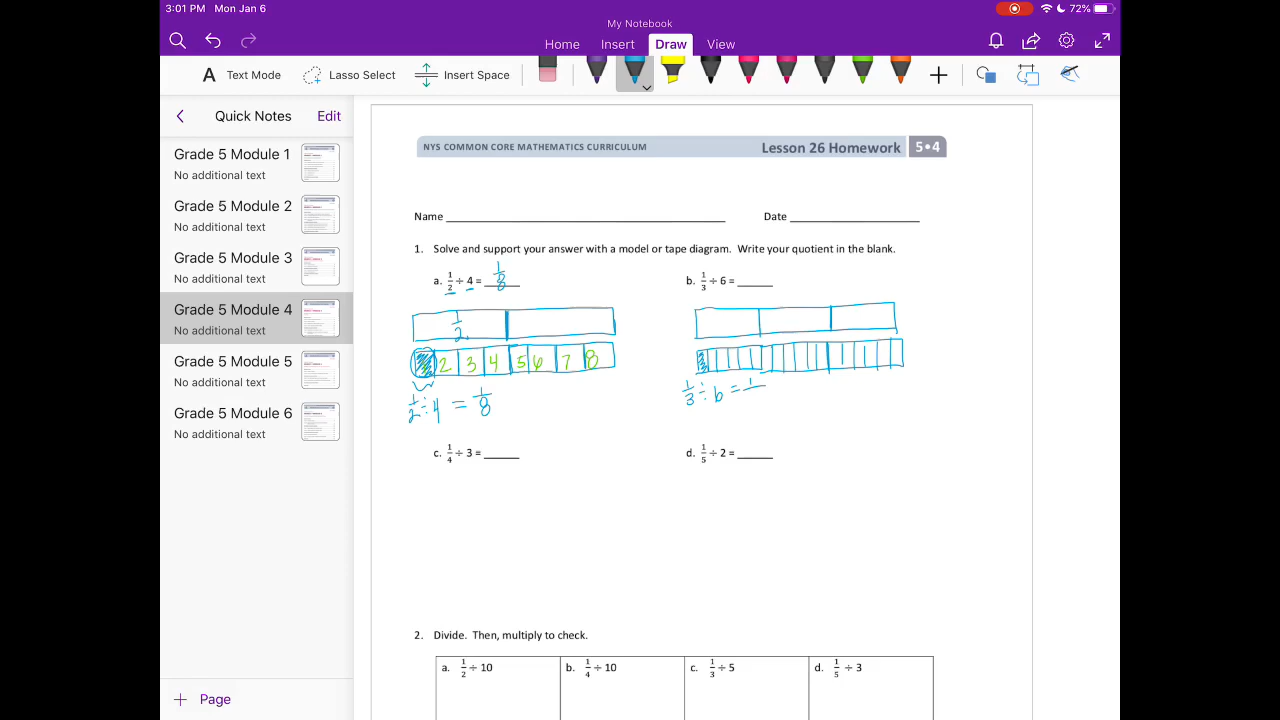 3:01 PM Mon Jan 6
72%
My Notebook
Home Insert Draw View
Text Mode Lasso Select Insert Space
Quick Notes Edit
Grade 5 Module 1
No additional text
Grade 5 Module 2
No additional text
Grade 5 Module 3
No additional text
Grade 5 Module 4
No additional text
Grade 5 Module 5
No additional text
Grade 5 Module 6
No additional text
Page
NYS COMMON CORE MATHEMATICS CURRICULUM Lesson 26 Homework 5•4
Name ____ Date ____
1. Solve and support your answer with a model or tape diagram. Write your quotient in the blank.
a. 1/2 ÷ 4 = 1/8 b. 1/3 ÷ 6 = ____
1/2
2 3 4 5 6 7 8
1/2 ÷ 4 = 1/8 1/3 ÷ 6 = 1/
c. 1/4 ÷ 3 = ____ d. 1/5 ÷ 2 = ____
2. Divide. Then, multiply to check.
a. 1/2 ÷ 10 b. 1/4 ÷ 10 c. 1/3 ÷ 5 d. 1/5 ÷ 3